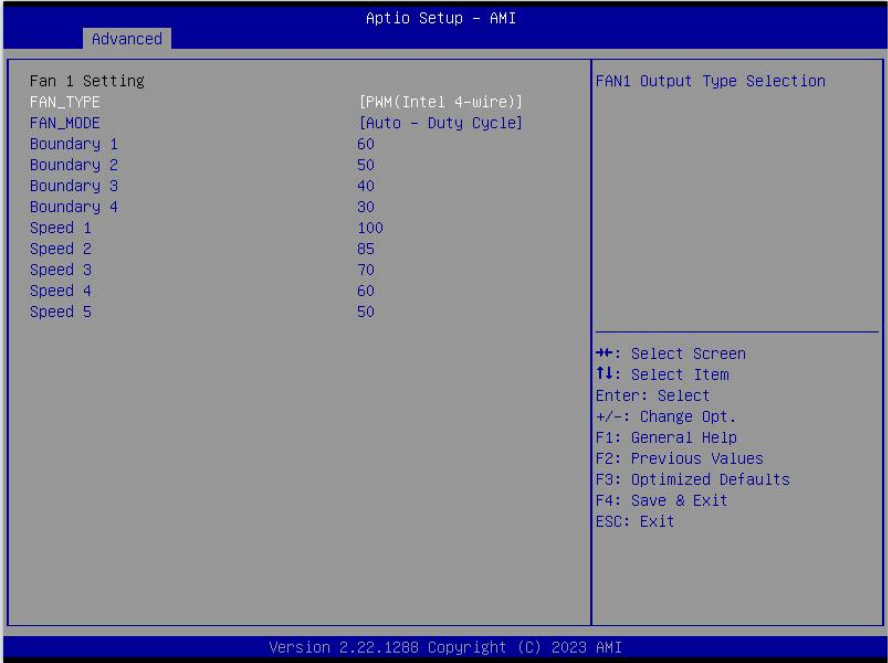 Aptio Setup - AMI
Advanced
Fan 1 Setting
FAN_TYPE [PWM(Intel 4-wire)]
FAN_MODE [Auto - Duty Cycle]
Boundary 1 60
Boundary 2 50
Boundary 3 40
Boundary 4 30
Speed 1 100
Speed 2 85
Speed 3 70
Speed 4 60
Speed 5 50
FAN1 Output Type Selection
→←: Select Screen
↑↓: Select Item
Enter: Select
+/-: Change Opt.
F1: General Help
F2: Previous Values
F3: Optimized Defaults
F4: Save & Exit
ESC: Exit
Version 2.22.1288 Copyright (C) 2023 AMI